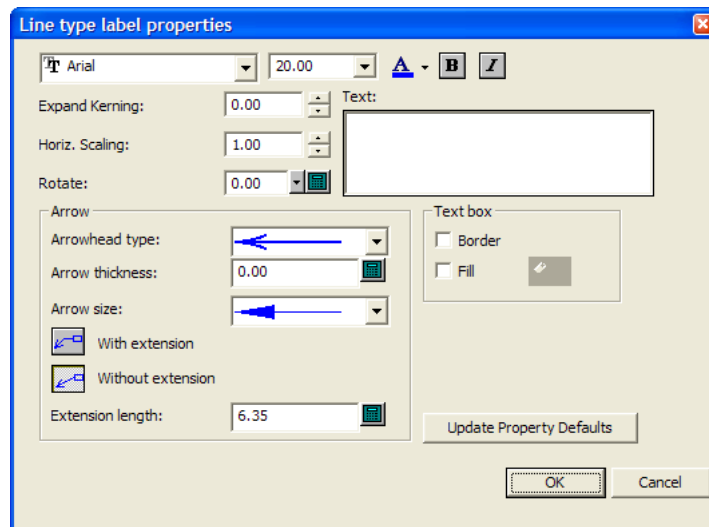 Line type label properties
Arial 20.00 A B I
Expand Kerning: 0.00 Text:
Horiz. Scaling: 1.00
Rotate: 0.00
Arrow
Text box
Arrowhead type:
Border
Arrow thickness: 0.00
Fill
Arrow size:
With extension
Without extension
Extension length: 6.35
Update Property Defaults
OK Cancel